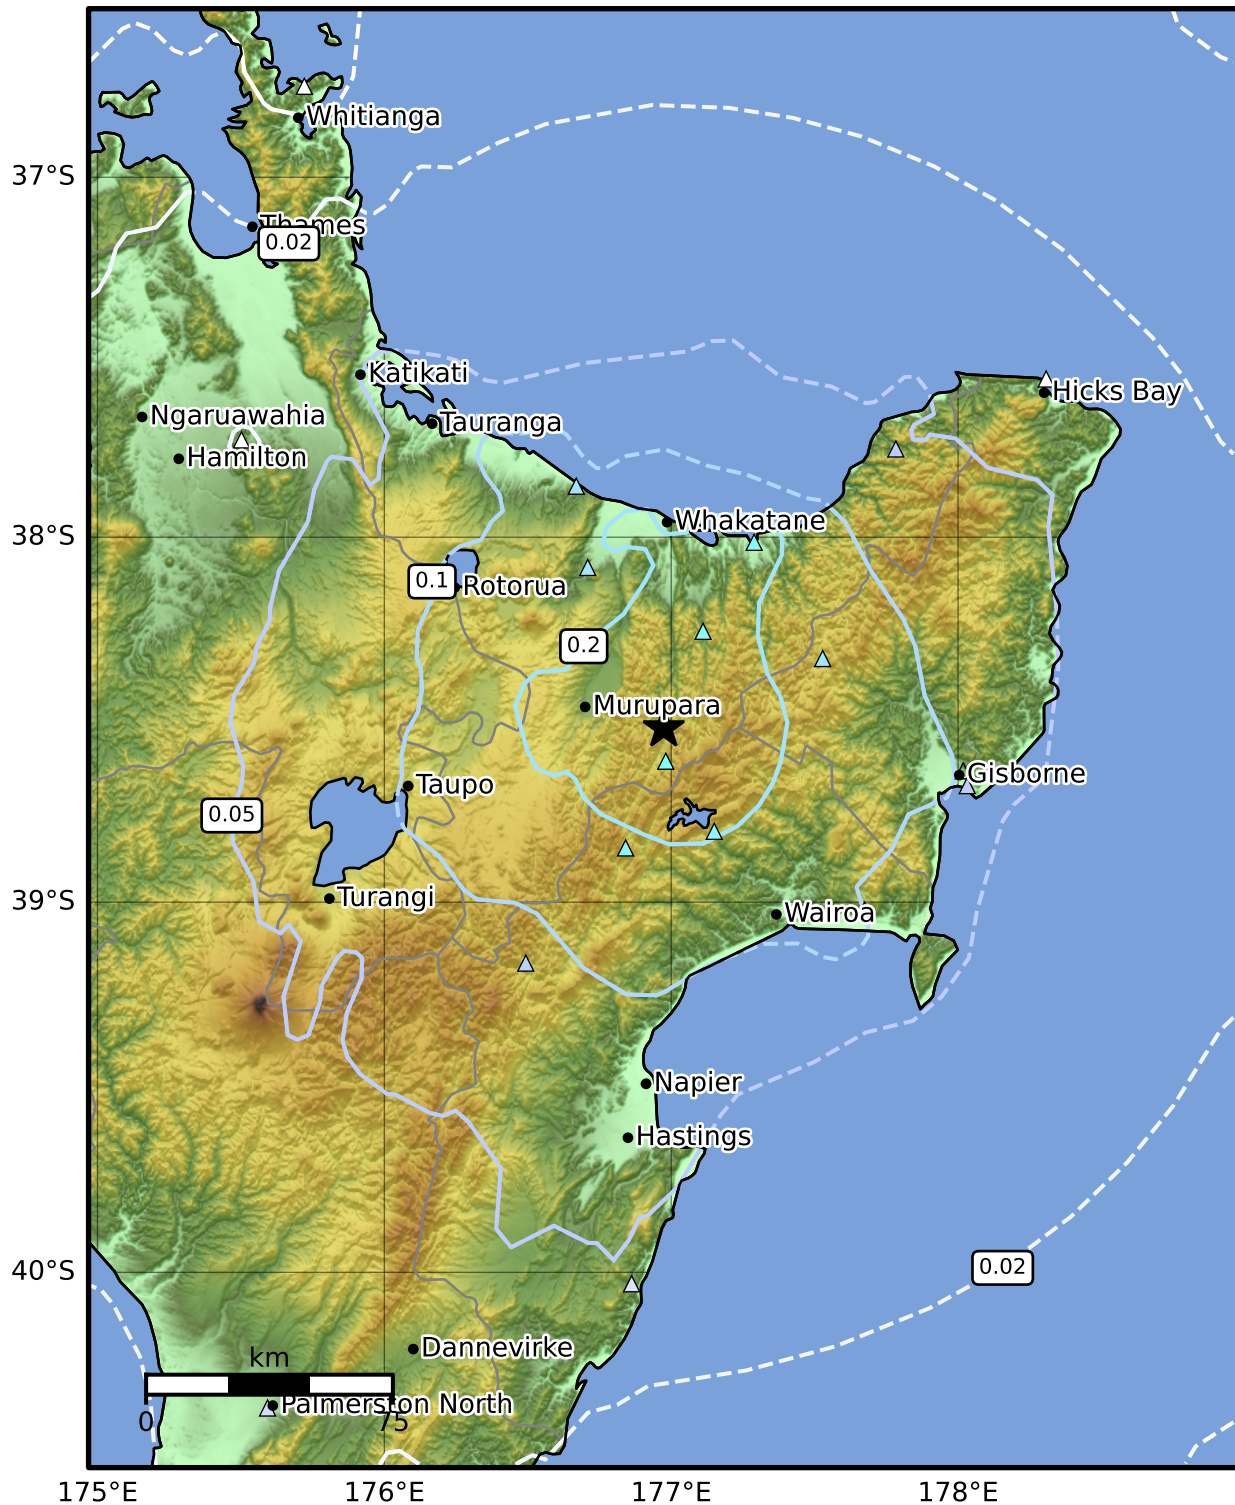 Whitianga
37°S
Thames
0.02
Katikati
Hicks Bay
Ngaruawahia
Tauranga
Hamilton
Whakatane
38°S
0.1
Rotorua
0.2
Murupara
Gisborne
Taupo
0.05
Turangi
39°S
Wairoa
Napier
Hastings
40°S
0.02
Dannevirke
km
Palmerston North
0
75
175°E
176°E
177°E
178°E